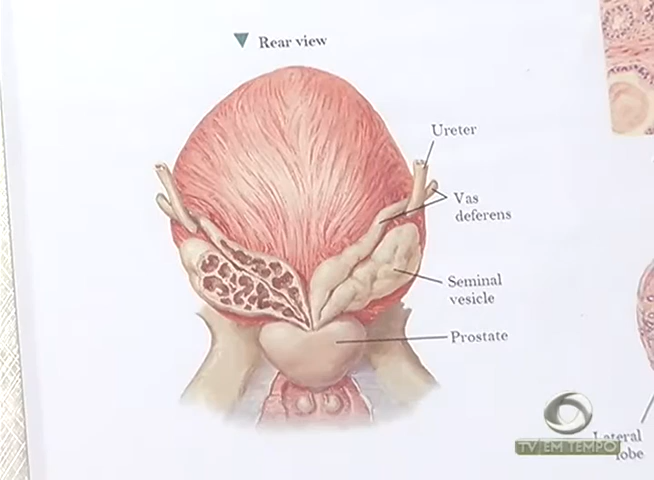 Rear view
Ureter
Vas
deferens
Seminal
vesicle
Prostate
Lateral
lobe
TV EM TEMPO